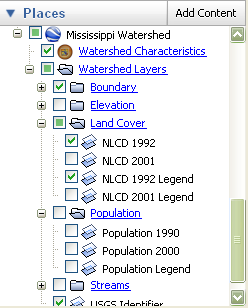 Places
Add Content
Mississippi Watershed
Watershed Characteristics
Watershed Layers
Boundary
Elevation
Land Cover
NLCD 1992
NLCD 2001
NLCD 1992 Legend
NLCD 2001 Legend
Population
Population 1990
Population 2000
Population Legend
Streams
USGS Identifier